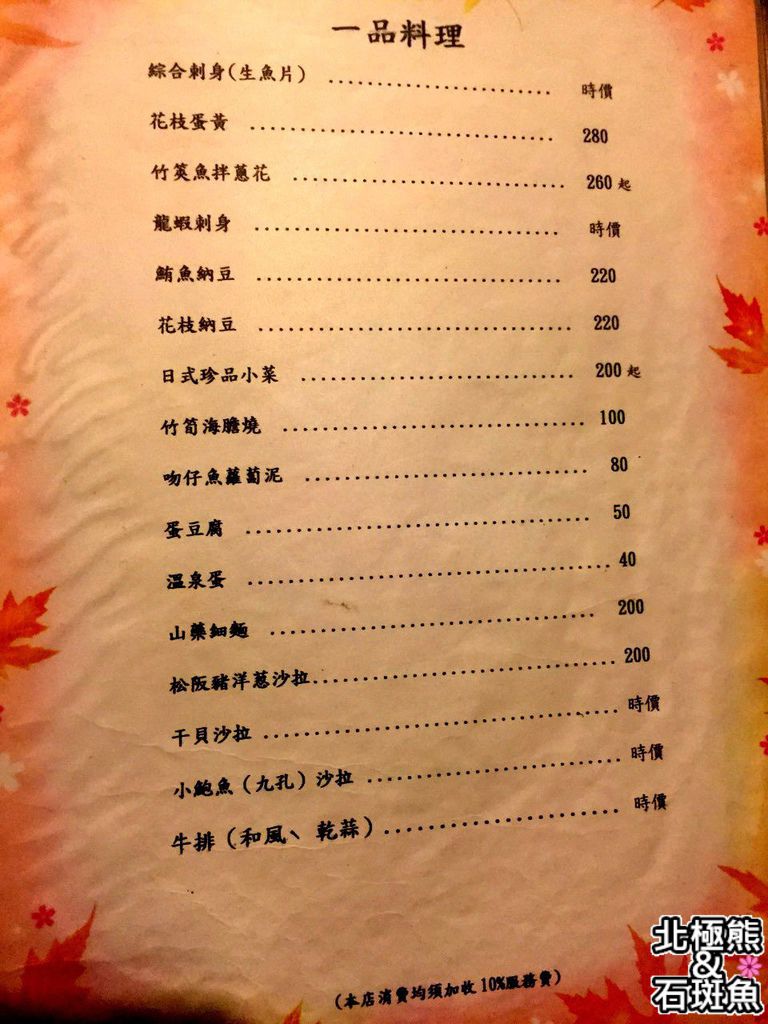 一品料理
綜合刺身(生魚片) ........................ 時價
花枝蛋黃 ................................ 280
竹筴魚拌蔥花 ............................ 260 起
龍蝦刺身 ................................ 時價
鮪魚納豆 ................................ 220
花枝納豆 ................................ 220
日式珍品小菜 ............................ 200 起
竹筍海膽燒 .............................. 100
吻仔魚蘿蔔泥 ............................ 80
蛋豆腐 .................................. 50
溫泉蛋 .................................. 40
山藥細麵 ................................ 200
松阪豬洋蔥沙拉.............................. 200
干貝沙拉 ................................ 時價
小鮑魚(九孔)沙拉 ........................ 時價
牛排(和風、乾蒜)........................ 時價
(本店消費均須加收10%服務費)
北極熊
&
石斑魚